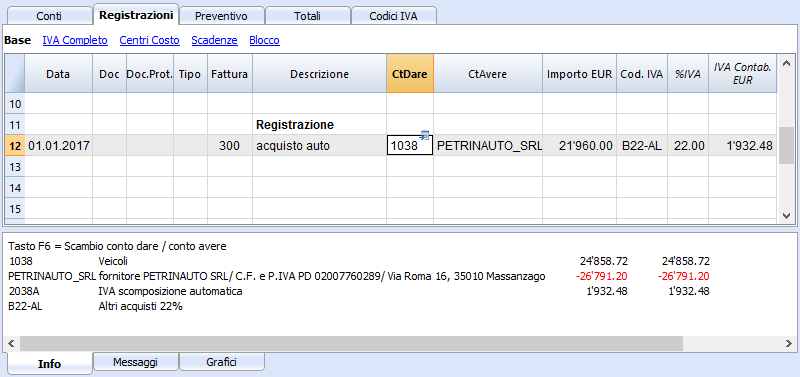 Conti Registrazioni Preventivo Totali Codici IVA
Base IVA Completo Centri Costo Scadenze Blocco
Data Doc Doc.Prot. Tipo Fattura Descrizione CtDare CtAvere Importo EUR Cod. IVA %IVA IVA Contab. EUR
10
11 Registrazione
12 01.01.2017 300 acquisto auto 1038 PETRINAUTO_SRL 21'960.00 B22-AL 22.00 1'932.48
13
14
15
Tasto F6 = Scambio conto dare / conto avere
1038 Veicoli 24'858.72 24'858.72
PETRINAUTO_SRL fornitore PETRINAUTO SRL/ C.F. e P.IVA PD 02007760289/ Via Roma 16, 35010 Massanzago -26'791.20 -26'791.20
2038A IVA scomposizione automatica 1'932.48 1'932.48
B22-AL Altri acquisti 22%
Info Messaggi Grafici